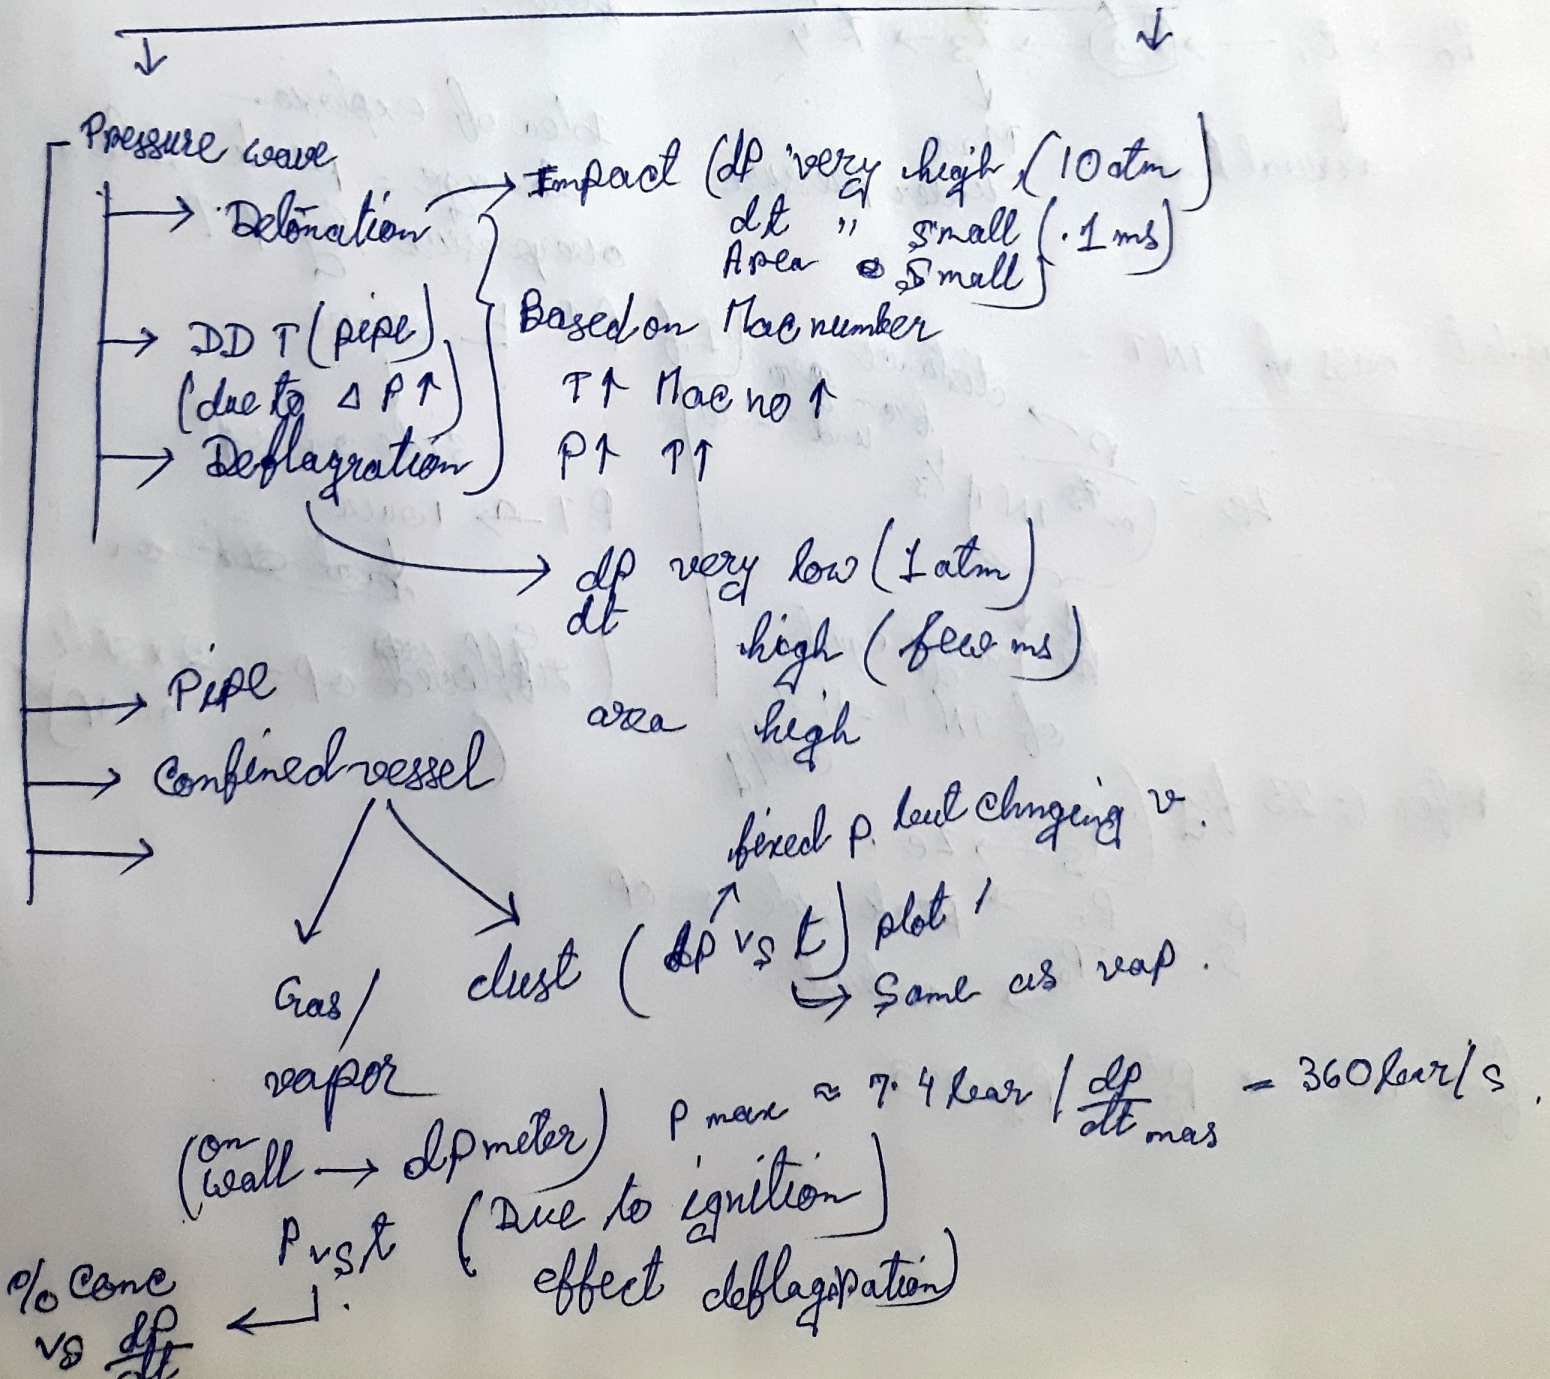 Pressure wave
→ Detonation → Impact (dp very high (10 atm)
dt " small (.1 ms)
Area small)
→ DDT (pipe)
(due to Δ P↑)
→ Deflagration
Based on Mac number
T↑ Mac no ↑
P↑ T↑
→ dp very low (1 atm)
dt high (few ms)
area high
→ Pipe
→ Confined vessel
→
fixed p. but chnging v.
Gas/
vapor
dust (dp vs t) plot
→ Same as vap.
(on wall → dp meter)
P max ≈ 7.4 bar / dp/dt mas = 360 bar/s.
P vs t (Due to ignition
effect deflagration)
% Conc
vs dP/dt